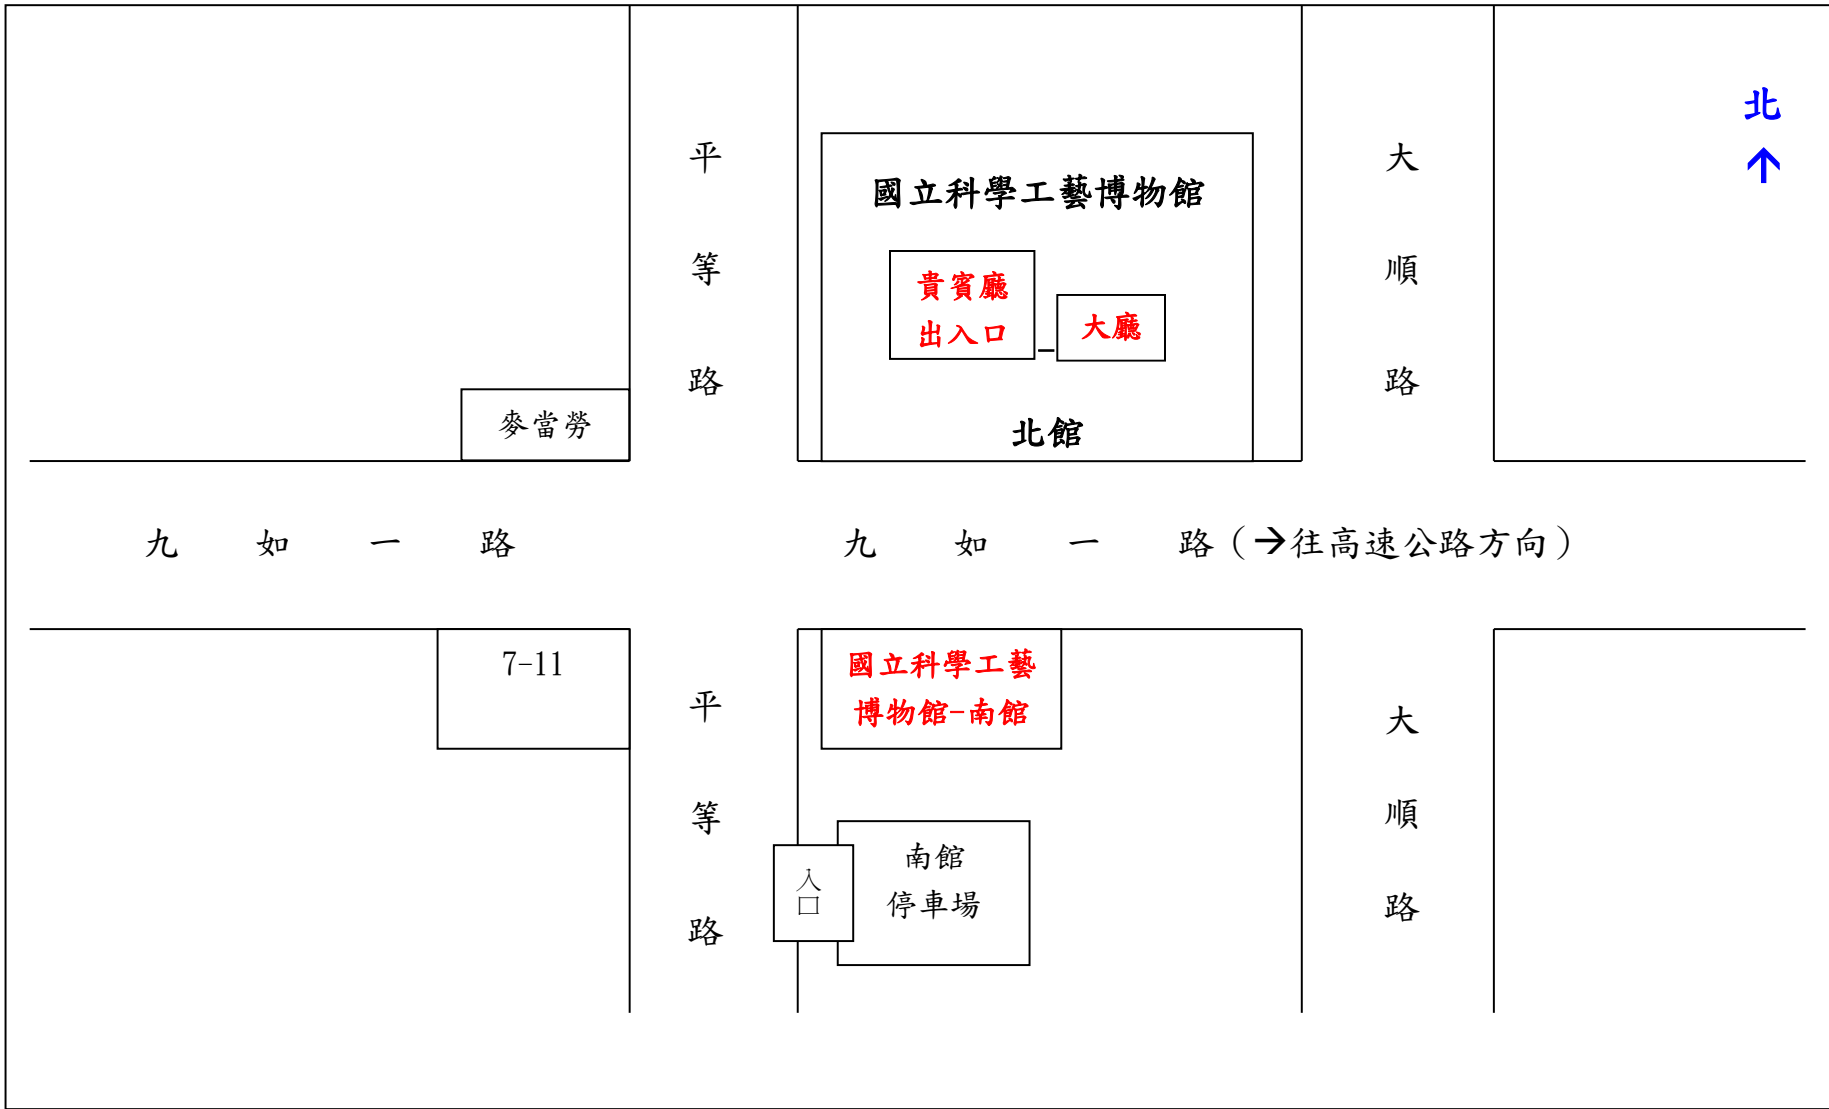 北
↑
平等路
國立科學工藝博物館
貴賓廳
出入口
大廳
北館
大順路
麥當勞
九如一路
九如一路(→往高速公路方向)
7-11
平等路
國立科學工藝
博物館-南館
大順路
入口
南館
停車場